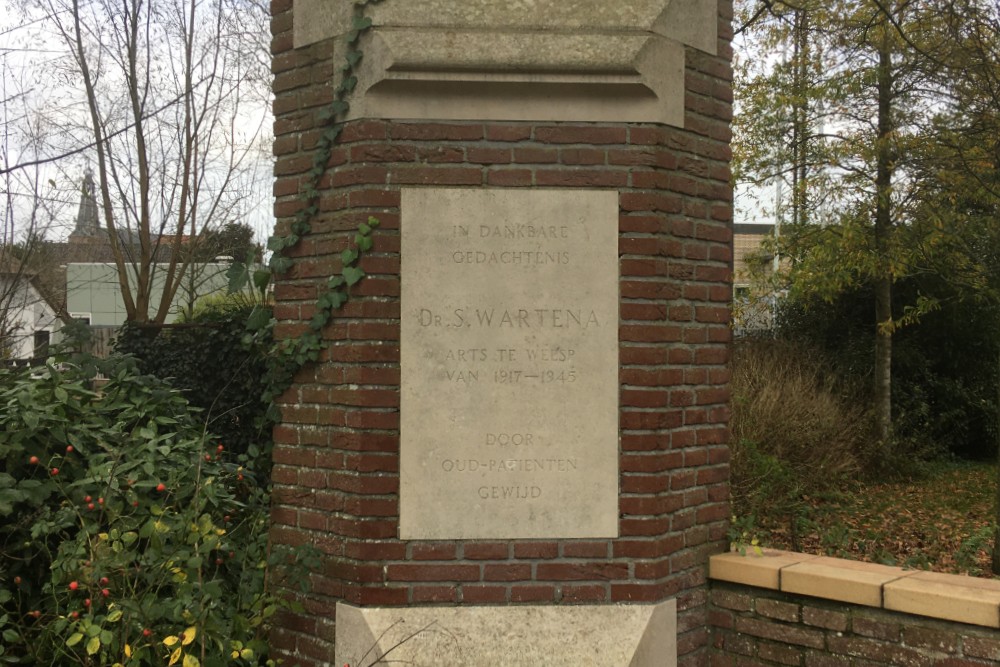 IN DANKBARE
GEDACHTENIS
DR. S. WARTENA
ARTS TE WEESP
VAN 1917—1945
DOOR
OUD-PATIENTEN
GEWIJD